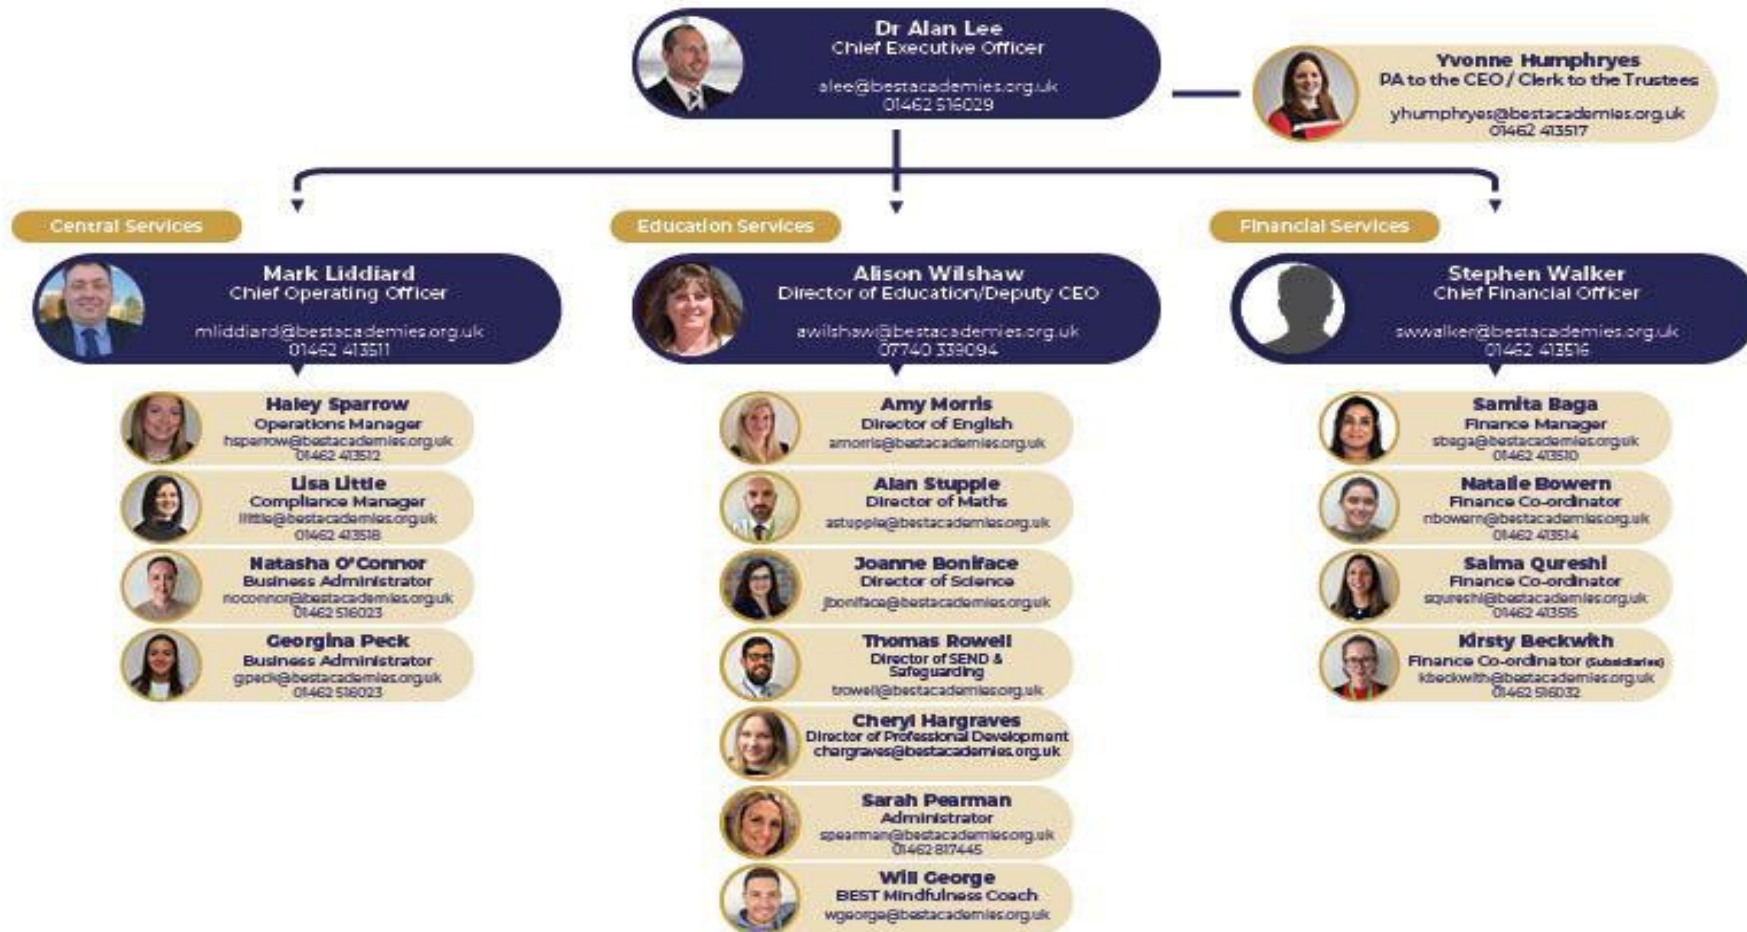 Dr Alan Lee
Chief Executive Officer
alee@bestacademies.org.uk
01462 516029
Yvonne Humphryes
PA to the CEO / Clerk to the Trustees
yhumphryes@bestacademies.org.uk
01462 413517
Central Services
Mark Liddiard
Chief Operating Officer
mliddiard@bestacademies.org.uk
01462 413511
Haley Sparrow
Operations Manager
hsparrow@bestacademies.org.uk
01462 413512
Lisa Little
Compliance Manager
llittle@bestacademies.org.uk
01462 413518
Natasha O'Connor
Business Administrator
noconnor@bestacademies.org.uk
01462 516023
Georgina Peck
Business Administrator
gpeck@bestacademies.org.uk
01462 516023
Education Services
Alison Wilshaw
Director of Education/Deputy CEO
awilshaw@bestacademies.org.uk
07740 339094
Amy Morris
Director of English
amorris@bestacademies.org.uk
Alan Stupple
Director of Maths
astupple@bestacademies.org.uk
Joanne Boniface
Director of Science
jboniface@bestacademies.org.uk
Thomas Rowell
Director of SEND &
Safeguarding
trowell@bestacademies.org.uk
Cheryl Hargraves
Director of Professional Development
chargraves@bestacademies.org.uk
Sarah Pearman
Administrator
spearman@bestacademies.org.uk
01462 817445
Will George
BEST Mindfulness Coach
wgeorge@bestacademies.org.uk
Financial Services
Stephen Walker
Chief Financial Officer
swwalker@bestacademies.org.uk
01462 413516
Samita Baga
Finance Manager
sbaga@bestacademies.org.uk
01462 413510
Natalie Bowern
Finance Co-ordinator
nbowern@bestacademies.org.uk
01462 413514
Saima Qureshi
Finance Co-ordinator
squreshi@bestacademies.org.uk
01462 413515
Kirsty Beckwith
Finance Co-ordinator (Subsidiaries)
kbeckwith@bestacademies.org.uk
01462 516032